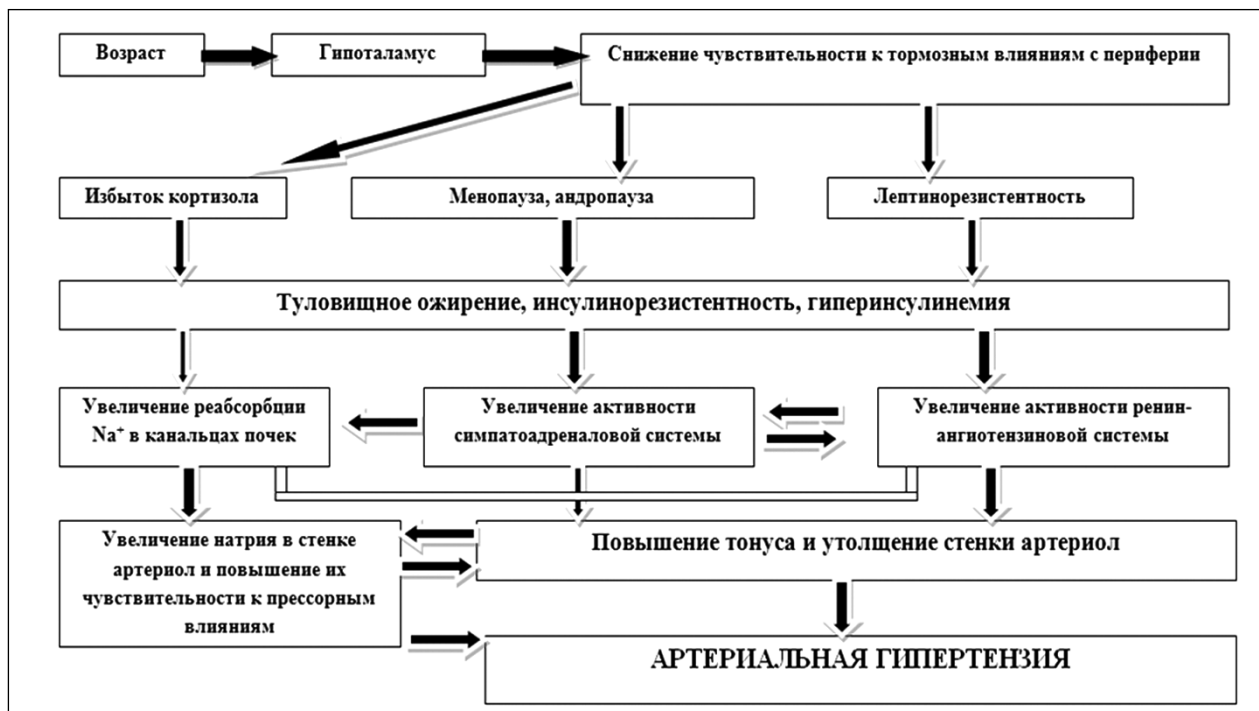 Возраст
Гипоталамус
Снижение чувствительности к тормозным влияниям с периферии
Избыток кортизола
Менопауза, андропауза
Лептинорезистентность
Туловищное ожирение, инсулинорезистентность, гиперинсулинемия
Увеличение реабсорбции
Na⁺ в канальцах почек
Увеличение активности
симпатоадреналовой системы
Увеличение активности ренин-
ангиотензиновой системы
Увеличение натрия в стенке
артериол и повышение их
чувствительности к прессорным
влияниям
Повышение тонуса и утолщение стенки артериол
АРТЕРИАЛЬНАЯ ГИПЕРТЕНЗИЯ